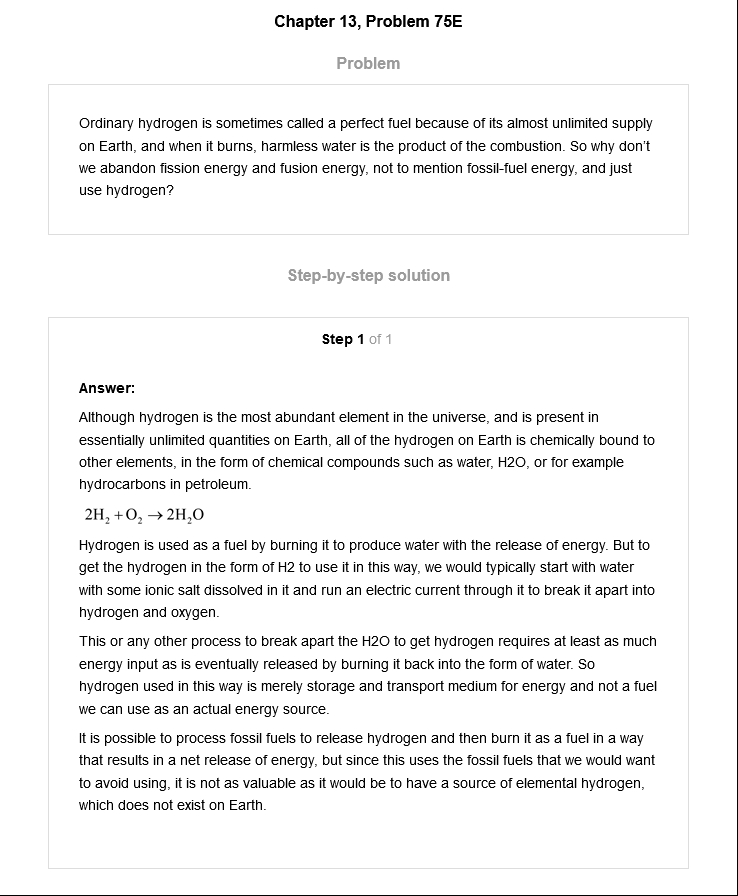 Chapter 13, Problem 75E
Problem
Ordinary hydrogen is sometimes called a perfect fuel because of its almost unlimited supply
on Earth, and when it burns, harmless water is the product of the combustion. So why don't
we abandon fission energy and fusion energy, not to mention fossil-fuel energy, and just
use hydrogen?
Step-by-step solution
Step 1 of 1
Answer:
Although hydrogen is the most abundant element in the universe, and is present in
essentially unlimited quantities on Earth, all of the hydrogen on Earth is chemically bound to
other elements, in the form of chemical compounds such as water, H2O, or for example
hydrocarbons in petroleum.
2H₂ + O₂ → 2H₂O
Hydrogen is used as a fuel by burning it to produce water with the release of energy. But to
get the hydrogen in the form of H2 to use it in this way, we would typically start with water
with some ionic salt dissolved in it and run an electric current through it to break it apart into
hydrogen and oxygen.
This or any other process to break apart the H2O to get hydrogen requires at least as much
energy input as is eventually released by burning it back into the form of water. So
hydrogen used in this way is merely storage and transport medium for energy and not a fuel
we can use as an actual energy source.
It is possible to process fossil fuels to release hydrogen and then burn it as a fuel in a way
that results in a net release of energy, but since this uses the fossil fuels that we would want
to avoid using, it is not as valuable as it would be to have a source of elemental hydrogen,
which does not exist on Earth.